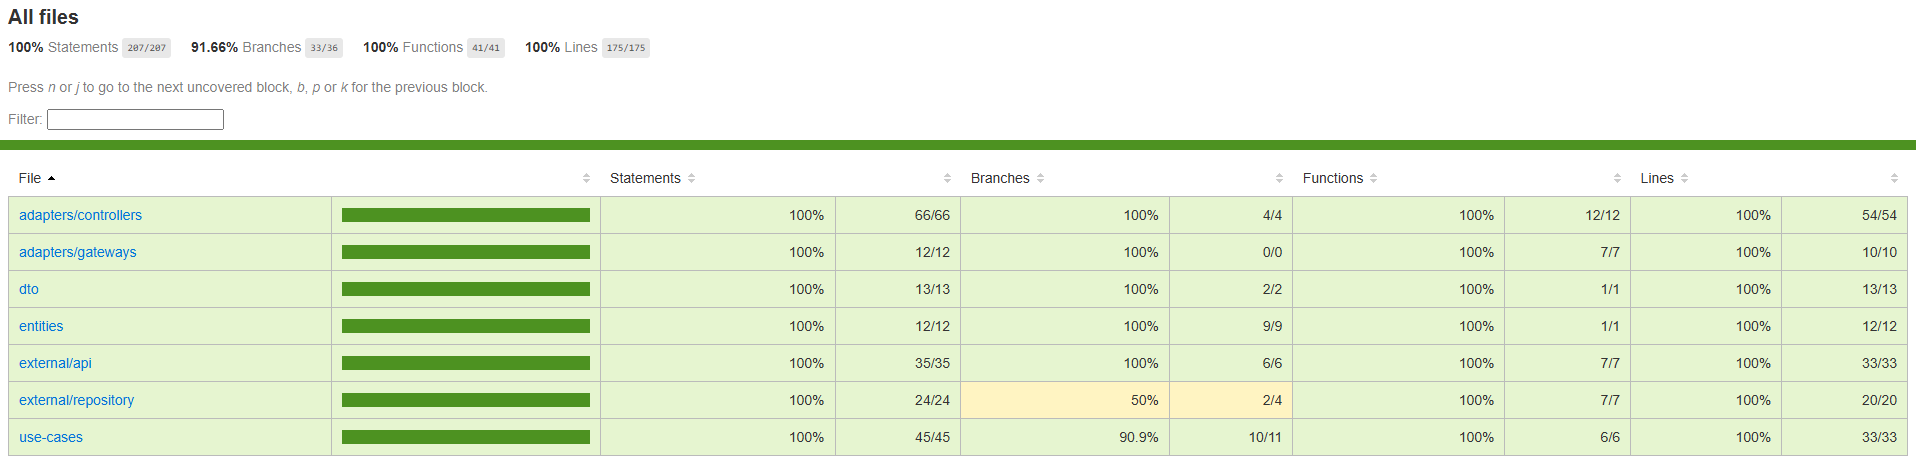 All files
100% Statements 207/207 91.66% Branches 33/36 100% Functions 41/41 100% Lines 175/175
Press n or j to go to the next uncovered block, b, p or k for the previous block.
Filter:
File Statements Branches Functions Lines
adapters/controllers 100% 66/66 100% 4/4 100% 12/12 100% 54/54
adapters/gateways 100% 12/12 100% 0/0 100% 7/7 100% 10/10
dto 100% 13/13 100% 2/2 100% 1/1 100% 13/13
entities 100% 12/12 100% 9/9 100% 1/1 100% 12/12
external/api 100% 35/35 100% 6/6 100% 7/7 100% 33/33
external/repository 100% 24/24 50% 2/4 100% 7/7 100% 20/20
use-cases 100% 45/45 90.9% 10/11 100% 6/6 100% 33/33